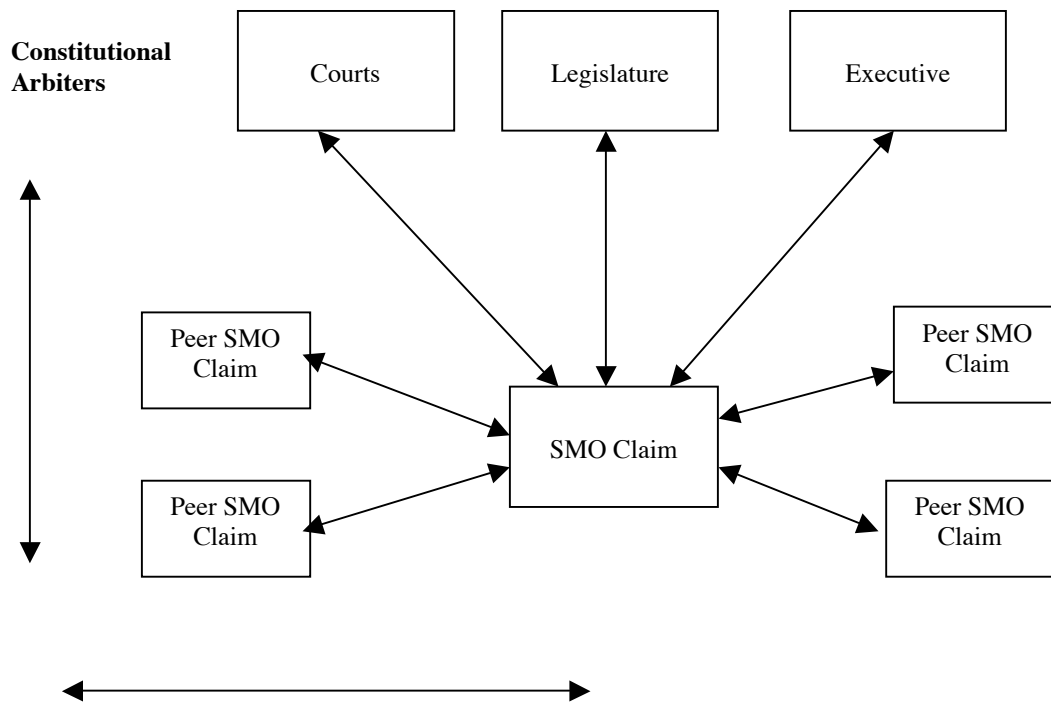 Constitutional
Arbiters
Courts
Legislature
Executive
Peer SMO
Claim
Peer SMO
Claim
SMO Claim
Peer SMO
Claim
Peer SMO
Claim